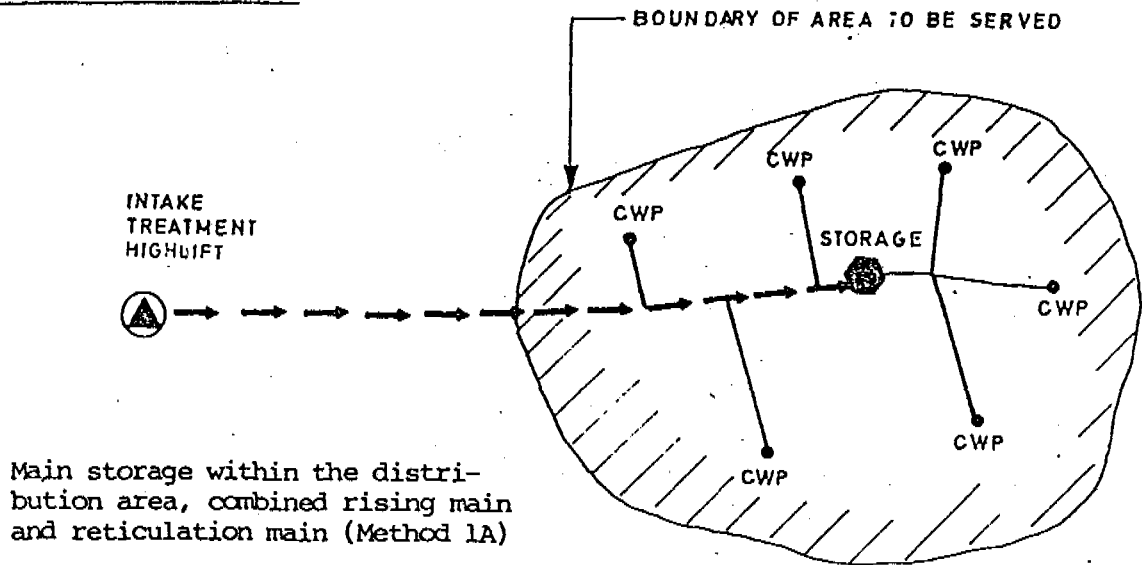 BOUNDARY OF AREA TO BE SERVED
INTAKE
TREATMENT
HIGHLIFT
CWP
CWP
CWP
STORAGE
CWP
CWP
CWP
Main storage within the distri-
bution area, combined rising main
and reticulation main (Method 1A)